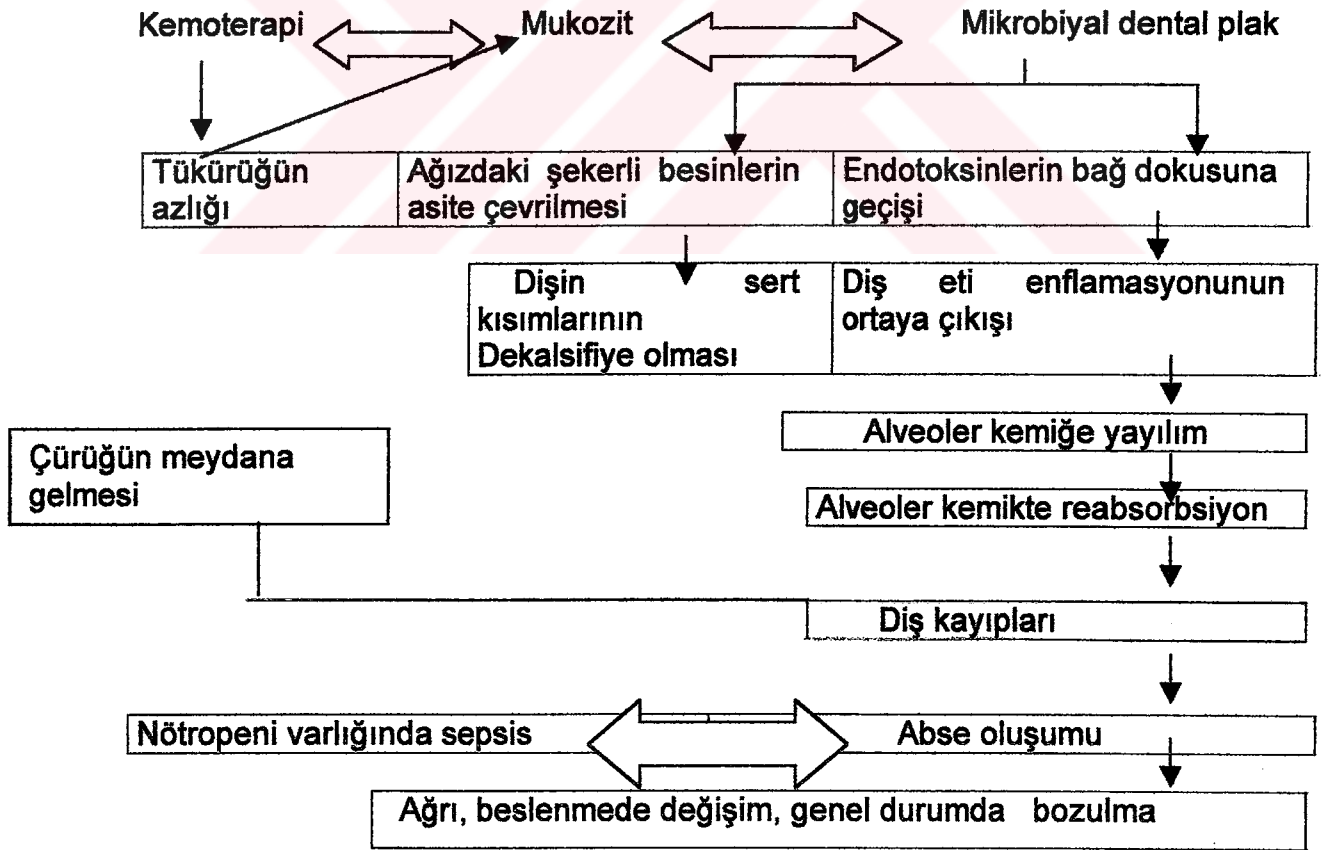 Kemoterapi Mukozit Mikrobiyal dental plak
Tükürüğün
azlığı
Ağızdaki şekerli besinlerin
asite çevrilmesi
Endotoksinlerin bağ dokusuna
geçişi
Dişin sert
kısımlarının
Dekalsifiye olması
Diş eti enflamasyonunun
ortaya çıkışı
Alveoler kemiğe yayılım
Çürüğün meydana
gelmesi
Alveoler kemikte reabsorbsiyon
Diş kayıpları
Nötropeni varlığında sepsis
Abse oluşumu
Ağrı, beslenmede değişim, genel durumda bozulma